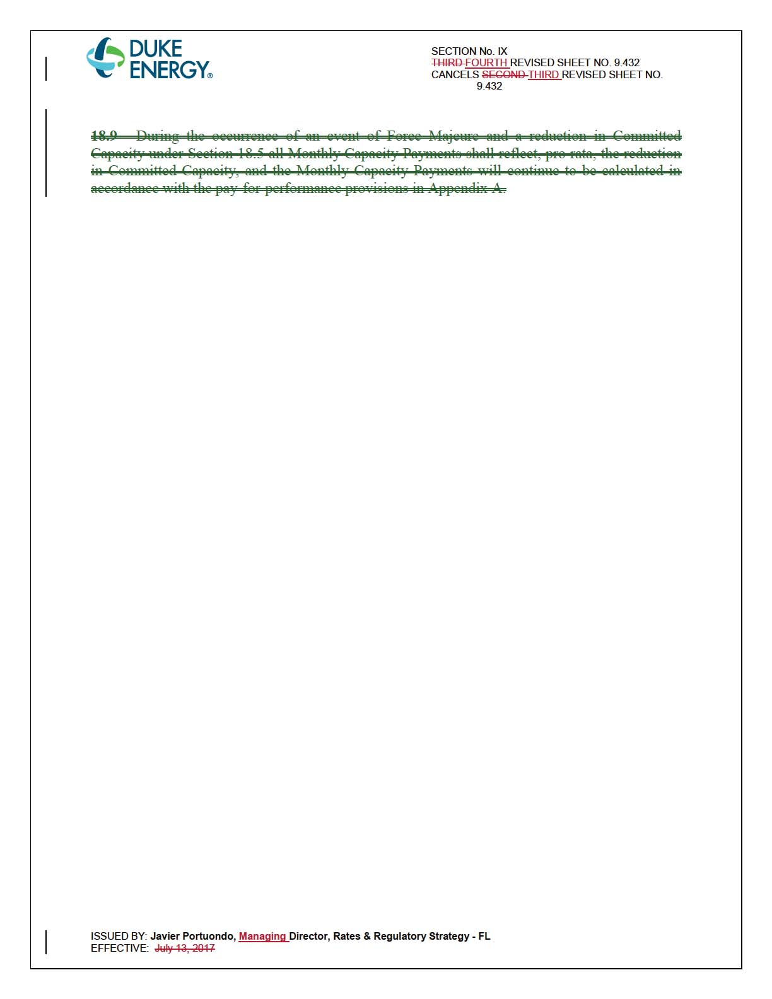 DUKE
ENERGY®
SECTION No. IX
THIRD FOURTH REVISED SHEET NO. 9.432
CANCELS SECOND THIRD REVISED SHEET NO.
9.432
18.9 During the occurrence of an event of Force Majeure and a reduction in Committed
Capacity under Section 18.5 all Monthly Capacity Payments shall reflect, pro rata, the reduction
in Committed Capacity, and the Monthly Capacity Payments will continue to be calculated in
accordance with the pay-for-performance provisions in Appendix A.
ISSUED BY: Javier Portuondo, Managing Director, Rates & Regulatory Strategy - FL
EFFECTIVE: July 13, 2017